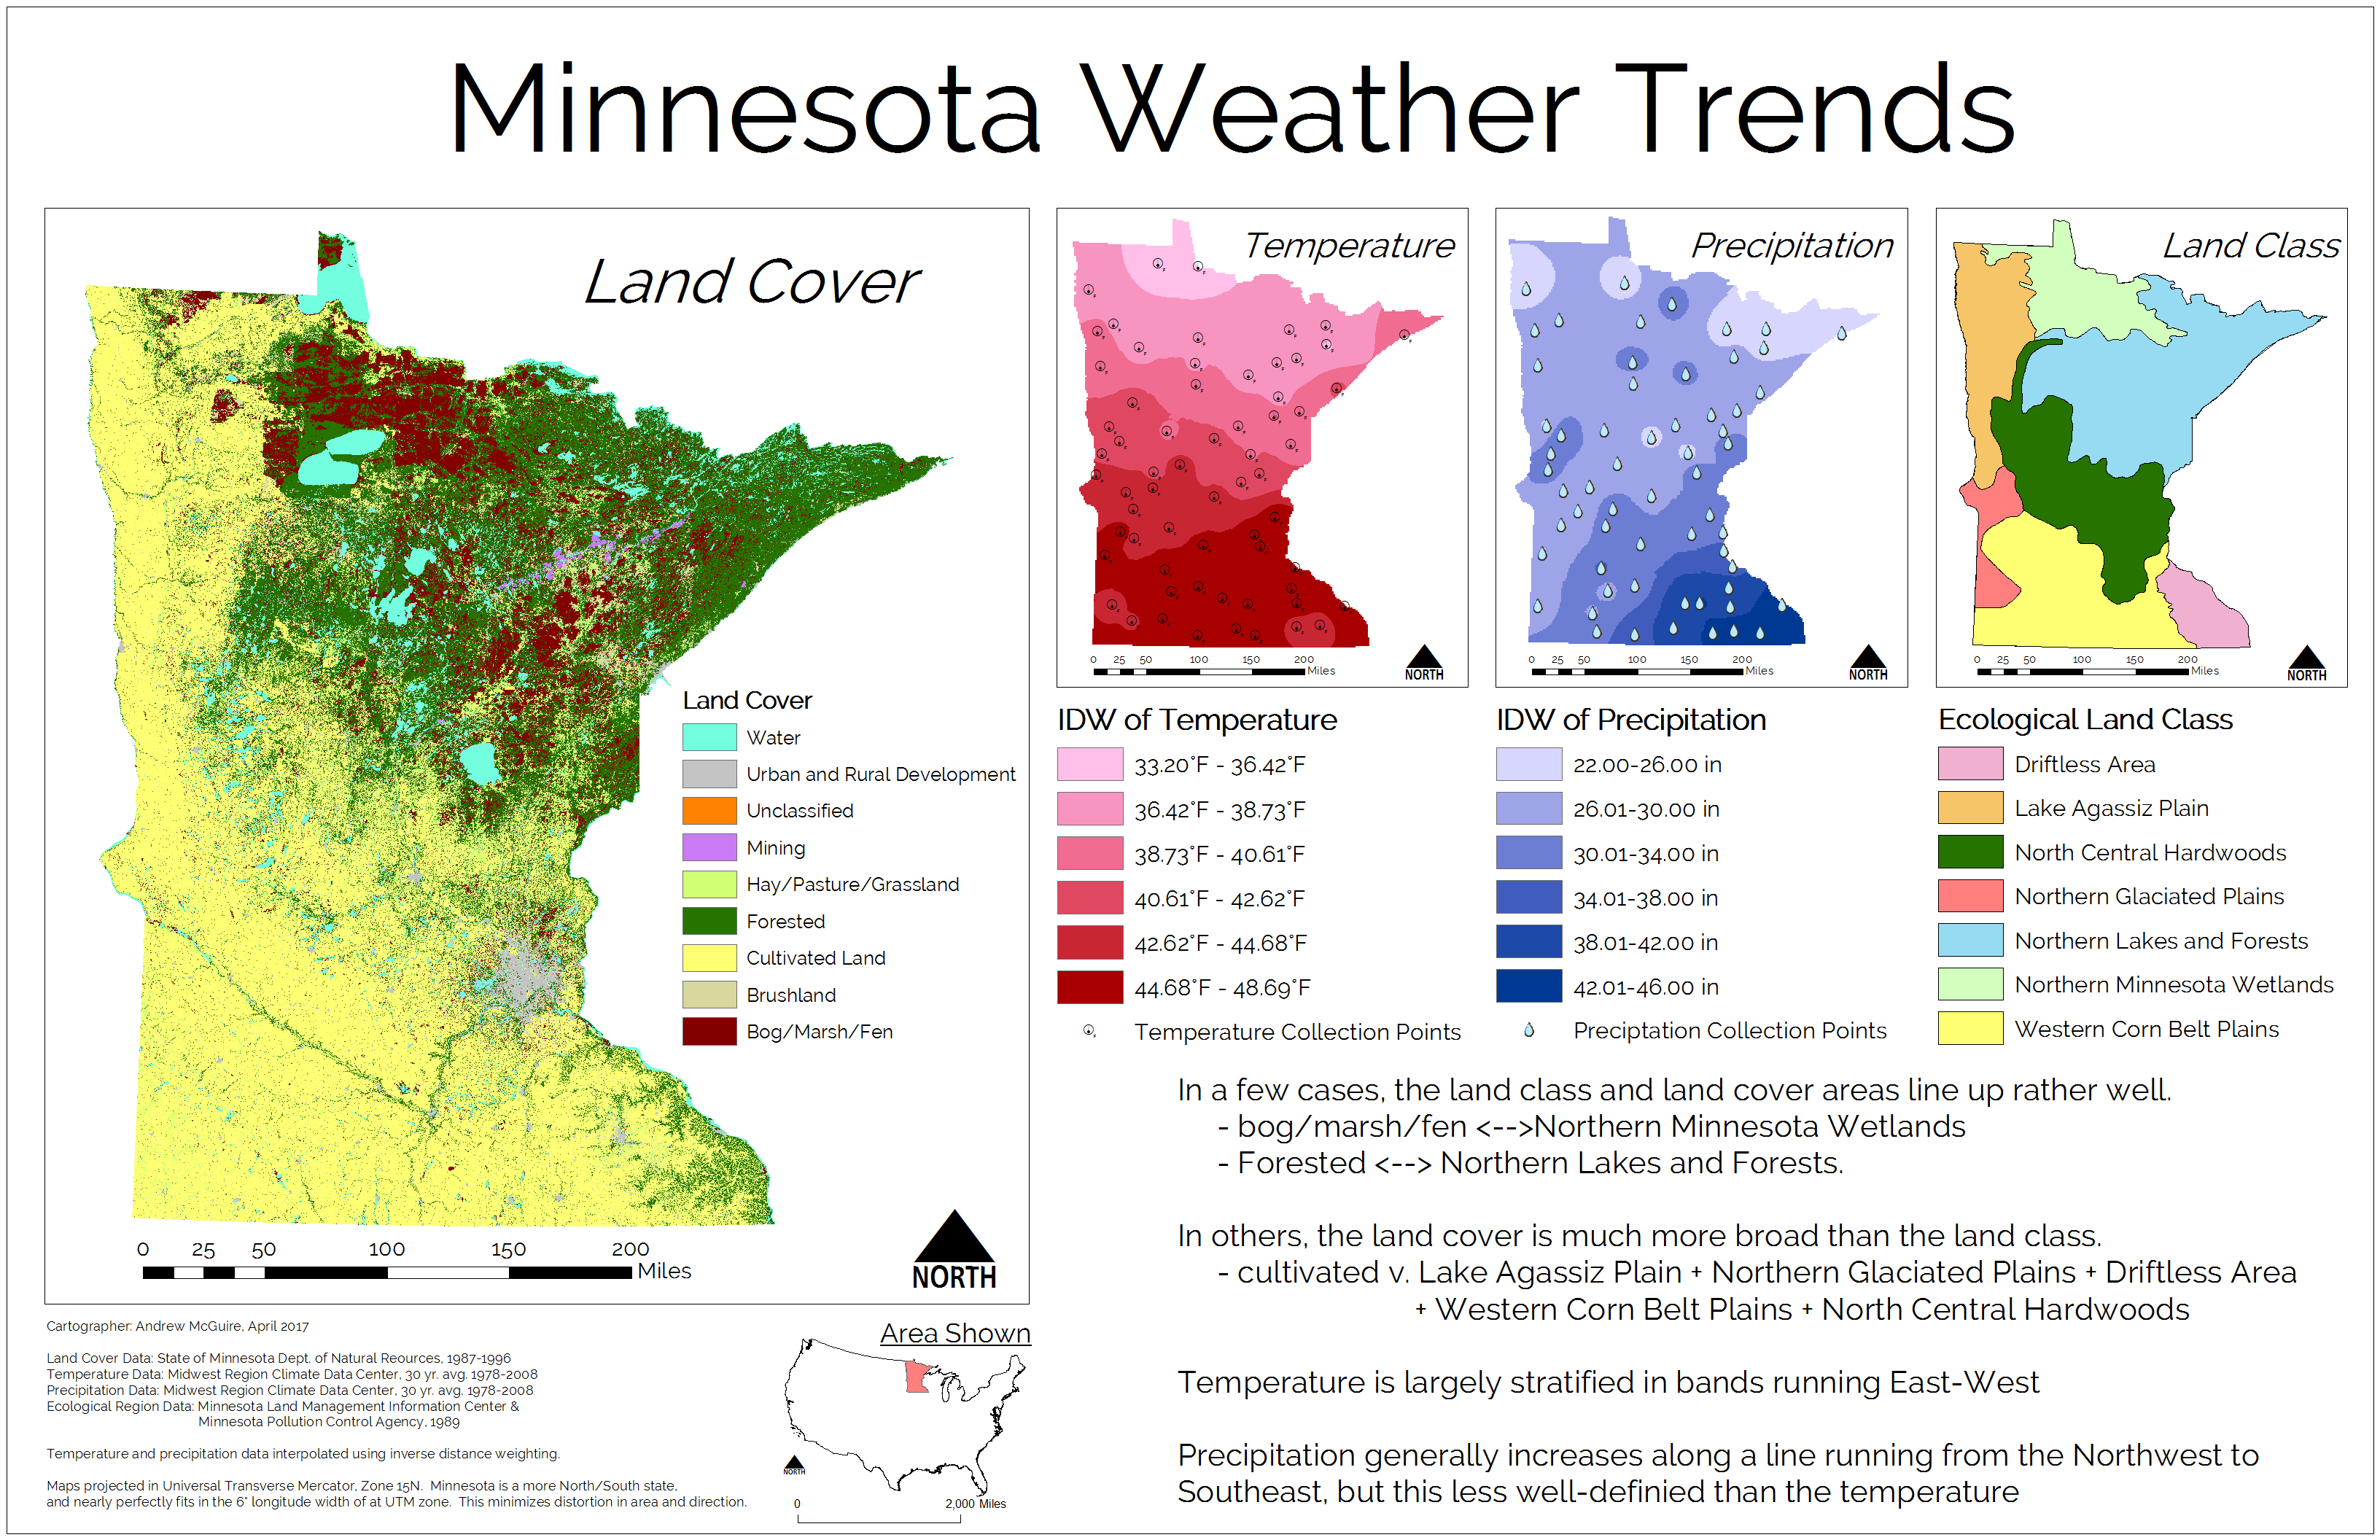 Minnesota Weather Trends
Land Cover
Land Cover
Water
Urban and Rural Development
Unclassified
Mining
Hay/Pasture/Grassland
Forested
Cultivated Land
Brushland
Bog/Marsh/Fen
0 25 50 100 150 200
Miles
NORTH
Temperature
0 25 50 100 150 200
Miles
NORTH
IDW of Temperature
33.20°F - 36.42°F
36.42°F - 38.73°F
38.73°F - 40.61°F
40.61°F - 42.62°F
42.62°F - 44.68°F
44.68°F - 48.69°F
Temperature Collection Points
Precipitation
0 25 50 100 150 200
Miles
NORTH
IDW of Precipitation
22.00-26.00 in
26.01-30.00 in
30.01-34.00 in
34.01-38.00 in
38.01-42.00 in
42.01-46.00 in
Preciptation Collection Points
Land Class
0 25 50 100 150 200
Miles
NORTH
Ecological Land Class
Driftless Area
Lake Agassiz Plain
North Central Hardwoods
Northern Glaciated Plains
Northern Lakes and Forests
Northern Minnesota Wetlands
Western Corn Belt Plains
In a few cases, the land class and land cover areas line up rather well.
- bog/marsh/fen <-->Northern Minnesota Wetlands
- Forested <--> Northern Lakes and Forests.
In others, the land cover is much more broad than the land class.
- cultivated v. Lake Agassiz Plain + Northern Glaciated Plains + Driftless Area
+ Western Corn Belt Plains + North Central Hardwoods
Temperature is largely stratified in bands running East-West
Precipitation generally increases along a line running from the Northwest to
Southeast, but this less well-definied than the temperature
Cartographer: Andrew McGuire, April 2017
Land Cover Data: State of Minnesota Dept. of Natural Reources, 1987-1996
Temperature Data: Midwest Region Climate Data Center, 30 yr. avg. 1978-2008
Precipitation Data: Midwest Region Climate Data Center, 30 yr. avg. 1978-2008
Ecological Region Data: Minnesota Land Management Information Center &
Minnesota Pollution Control Agency, 1989
Temperature and precipitation data interpolated using inverse distance weighting.
Maps projected in Universal Transverse Mercator, Zone 15N. Minnesota is a more North/South state,
and nearly perfectly fits in the 6° longitude width of at UTM zone. This minimizes distortion in area and direction.
Area Shown
NORTH
0 2,000 Miles